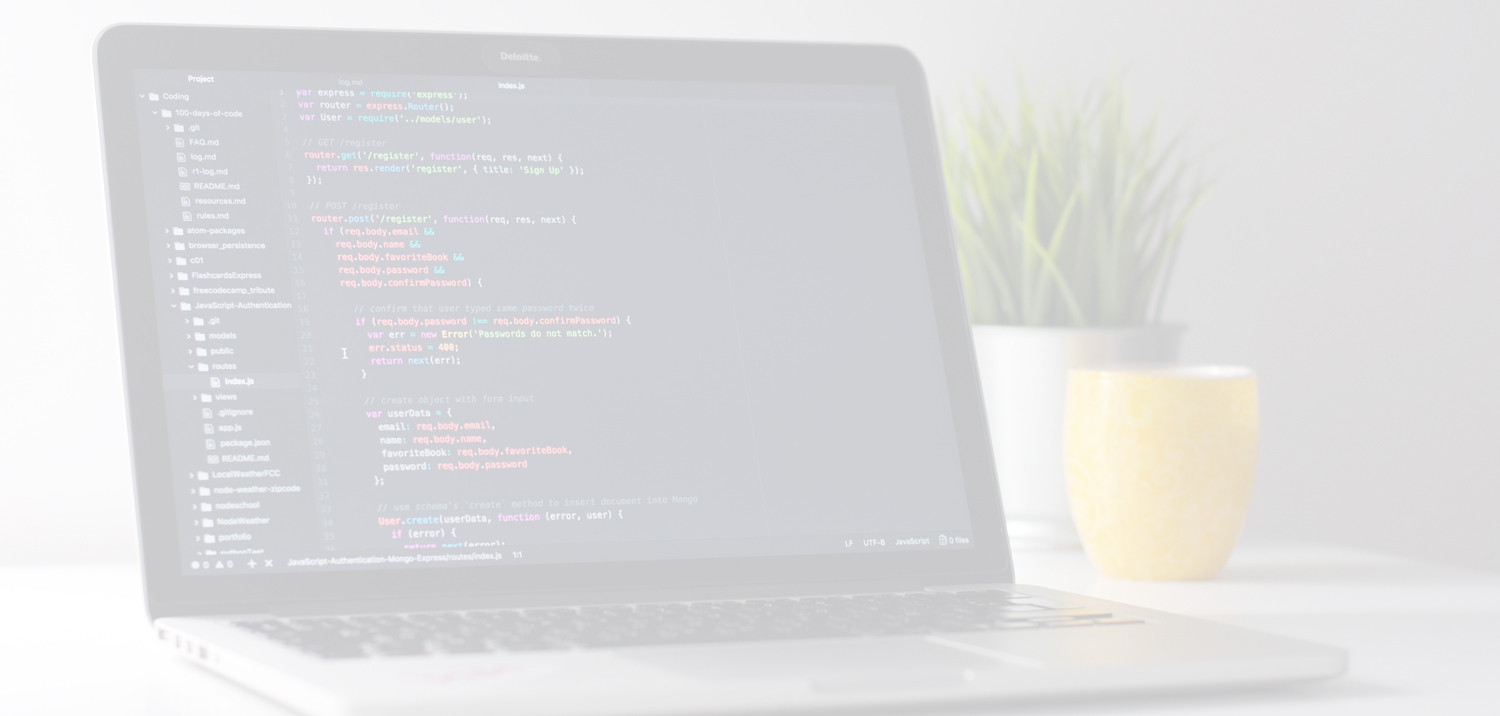 Deloitte.
Project
log.md
index.js
Coding
100-days-of-code
.git
FAQ.md
log.md
r1-log.md
README.md
resources.md
rules.md
atom-packages
browser_persistence
c01
FlashcardsExpress
freecodecamp_tribute
JavaScript-Authentication
.git
models
public
routes
index.js
views
.gitignore
app.js
package.json
README.md
LocalWeatherFCC
node-weather-zipcode
nodeschool
NodeWeather
portfolio
pythonTest
var express = require('express');
var router = express.Router();
var User = require('../models/user');
// GET /register
router.get('/register', function(req, res, next) {
return res.render('register', { title: 'Sign Up' });
});
// POST /register
router.post('/register', function(req, res, next) {
if (req.body.email &&
req.body.name &&
req.body.favoriteBook &&
req.body.password &&
req.body.confirmPassword) {
// confirm that user typed same password twice
if (req.body.password !== req.body.confirmPassword) {
var err = new Error('Passwords do not match.');
err.status = 400;
return next(err);
}
// create object with form input
var userData = {
email: req.body.email,
name: req.body.name,
favoriteBook: req.body.favoriteBook,
password: req.body.password
};
// use schema's `create` method to insert document into Mongo
User.create(userData, function (error, user) {
if (error) {
return next(error);
0 0 JavaScript-Authentication-Mongo-Express/routes/index.js 1:1 LF UTF-8 JavaScript 0 files